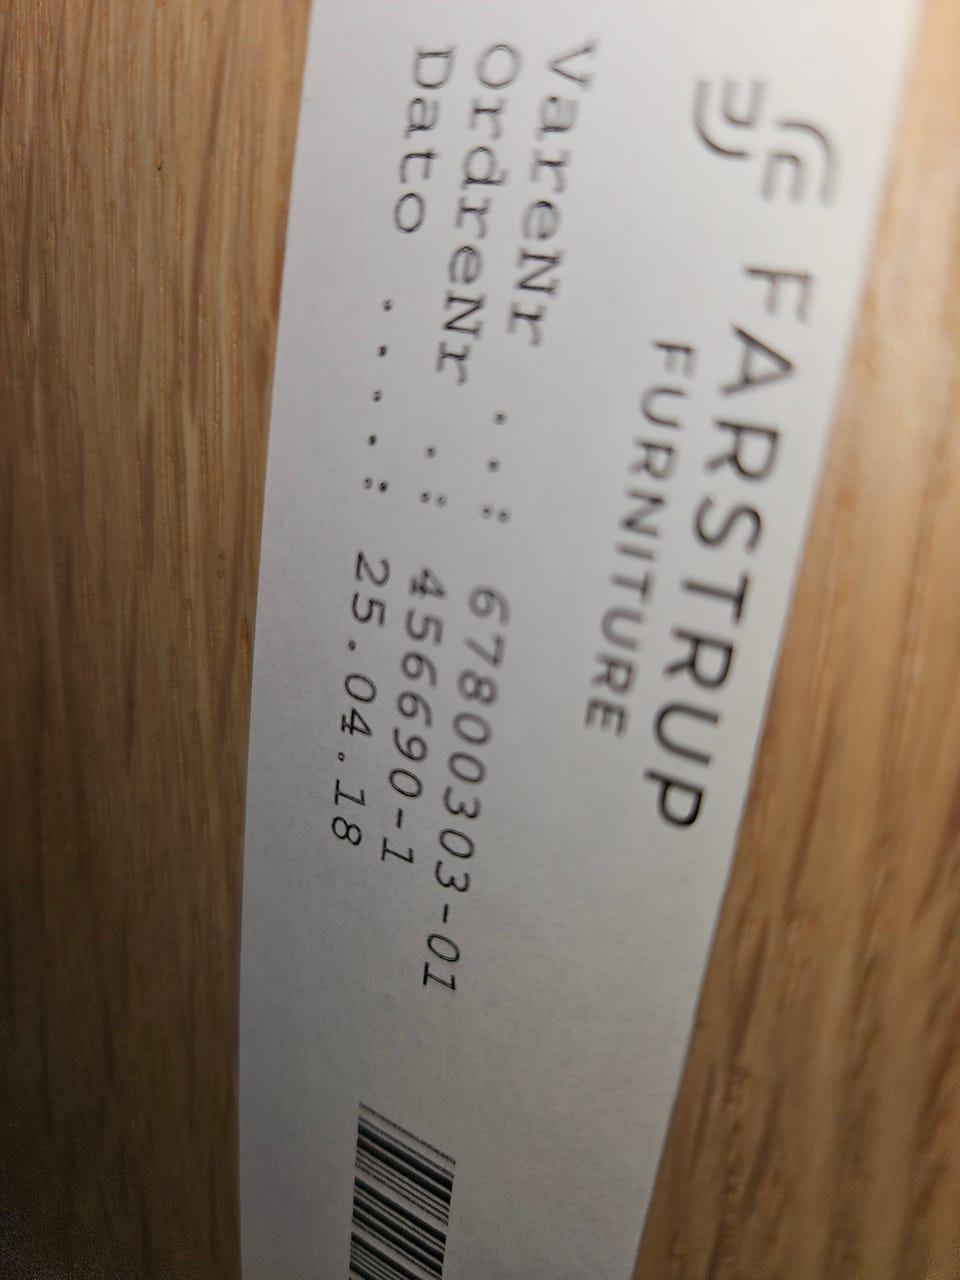 FARSTRUP
FURNITURE
VareNr ..: 67800303-01
OrdreNr .: 456690-1
Dato .....: 25.04.18